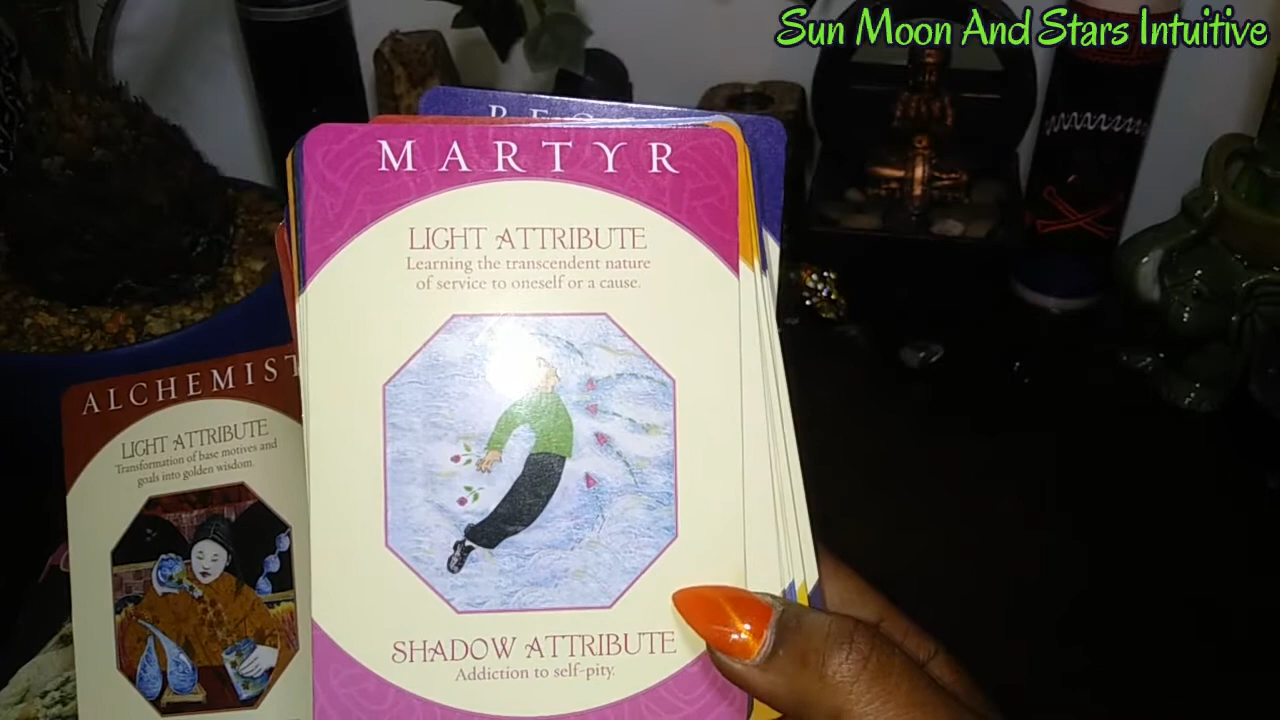 Sun Moon And Stars Intuitive
MARTYR
LIGHT ATTRIBUTE
Learning the transcendent nature
of service to oneself or a cause.
SHADOW ATTRIBUTE
Addiction to self-pity.
ALCHEMIST
LIGHT ATTRIBUTE
Transformation of base motives and
goals into golden wisdom.